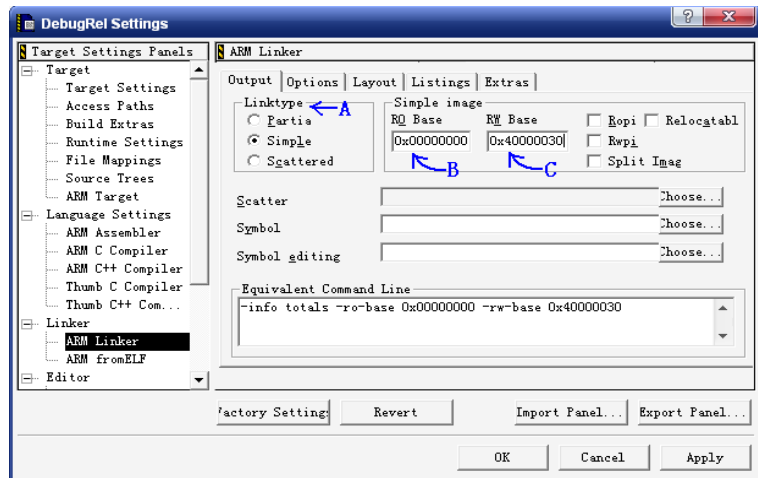 DebugRel Settings
Target Settings Panels
Target
Target Settings
Access Paths
Build Extras
Runtime Settings
File Mappings
Source Trees
ARM Target
Language Settings
ARM Assembler
ARM C Compiler
ARM C++ Compiler
Thumb C Compiler
Thumb C++ Com...
Linker
ARM Linker
ARM fromELF
Editor
ARM Linker
Output Options Layout Listings Extras
Linktype A
Partia
Simple
Scattered
Simple image
RO Base RW Base
0x00000000 0x40000030
B C
Ropi Relocatabl
Rwpi
Split Imag
Scatter Choose...
Symbol Choose...
Symbol editing Choose...
Equivalent Command Line
-info totals -ro-base 0x00000000 -rw-base 0x40000030
Factory Setting: Revert Import Panel... Export Panel...
OK Cancel Apply